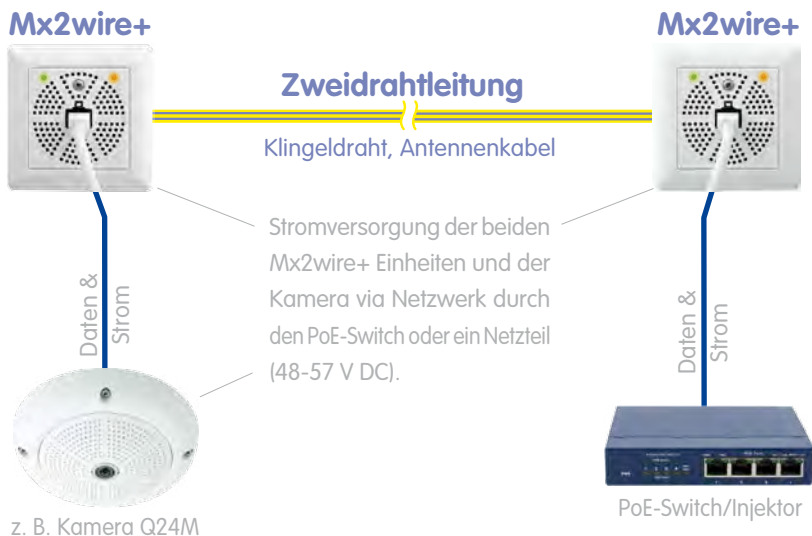 Mx2wire+
Mx2wire+
Zweidrahtleitung
Klingeldraht, Antennenkabel
Stromversorgung der beiden
Mx2wire+ Einheiten und der
Kamera via Netzwerk durch
den PoE-Switch oder ein Netzteil
(48-57 V DC).
Daten &
Strom
Daten &
Strom
PoE-Switch/Injektor
z. B. Kamera Q24M